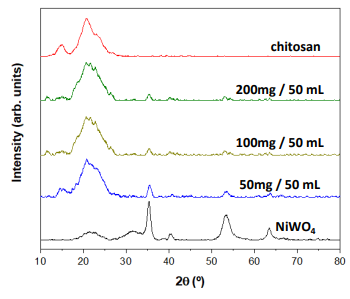 Intensity (arb. units)
chitosan
200mg / 50 mL
100mg / 50 mL
50mg / 50 mL
NiWO₄
10 20 30 40 50 60 70 80
2θ (º)